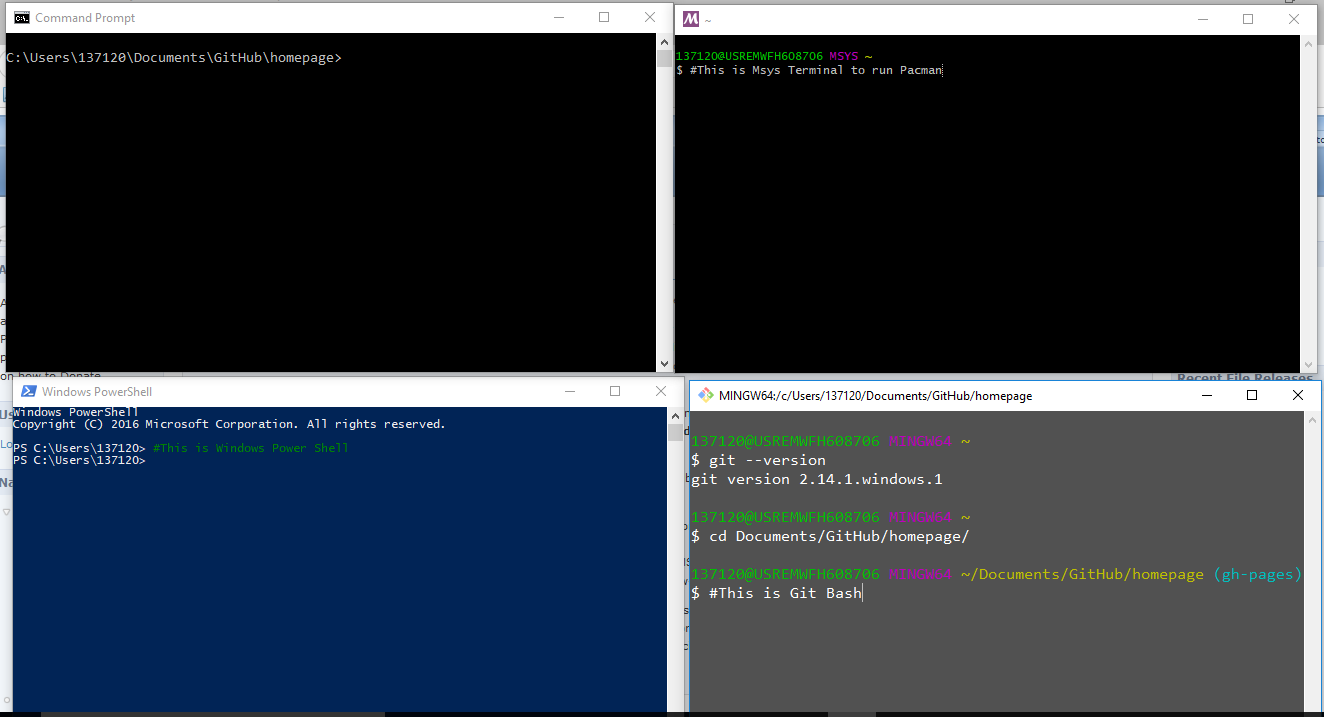 Command Prompt
C:\Users\137120\Documents\GitHub\homepage>
~
137120@USREMWFH608706 MSYS ~
$ #This is Msys Terminal to run Pacman
on how to Donate
Recent File Releases
Windows PowerShell
Windows PowerShell
Copyright (C) 2016 Microsoft Corporation. All rights reserved.
PS C:\Users\137120> #This is Windows Power Shell
PS C:\Users\137120>
MINGW64:/c/Users/137120/Documents/GitHub/homepage
137120@USREMWFH608706 MINGW64 ~
$ git --version
git version 2.14.1.windows.1
137120@USREMWFH608706 MINGW64 ~
$ cd Documents/GitHub/homepage/
137120@USREMWFH608706 MINGW64 ~/Documents/GitHub/homepage (gh-pages)
$ #This is Git Bash